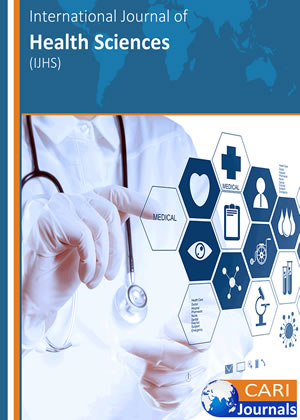 International Journal of
Health Sciences
(IJHS)
MEDICAL
MEDICAL
CARI
Journals